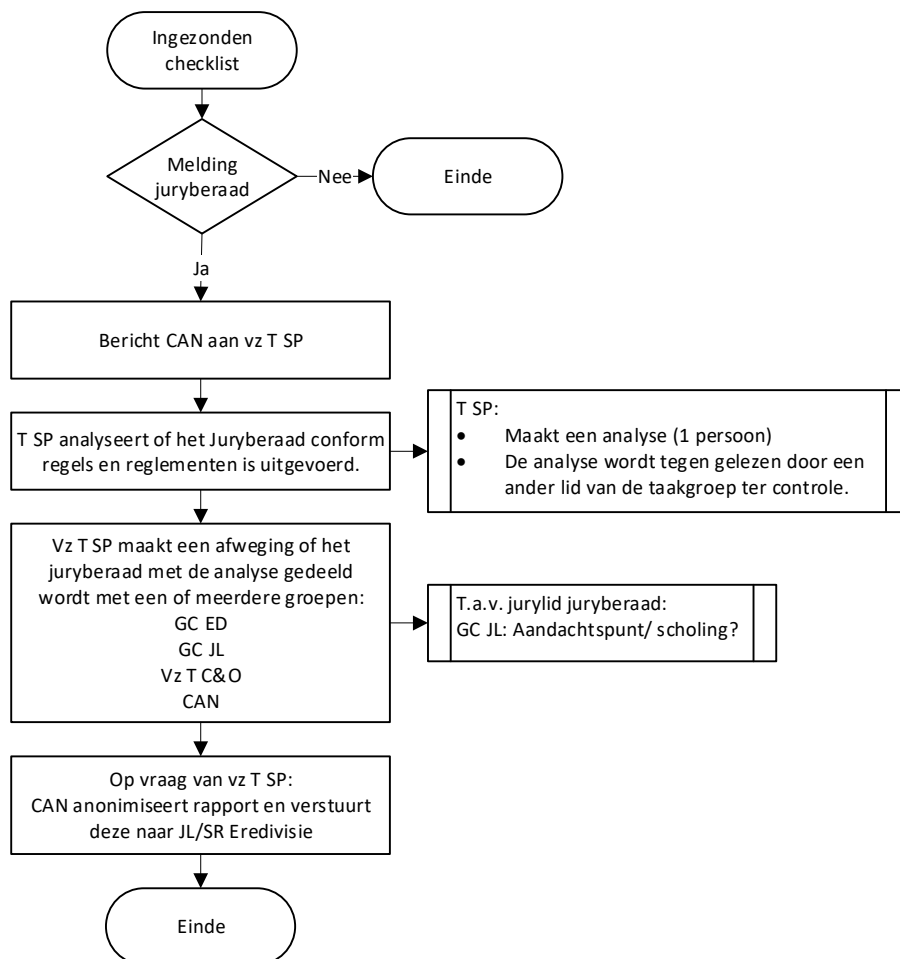 Ingezonden
checklist
Melding
juryberaad
Nee
Einde
Ja
Bericht CAN aan vz T SP
T SP analyseert of het Juryberaad conform
regels en reglementen is uitgevoerd.
T SP:
• Maakt een analyse (1 persoon)
• De analyse wordt tegen gelezen door een
ander lid van de taakgroep ter controle.
Vz T SP maakt een afweging of het
juryberaad met de analyse gedeeld
wordt met een of meerdere groepen:
GC ED
GC JL
Vz T C&O
CAN
T.a.v. jurylid juryberaad:
GC JL: Aandachtspunt/ scholing?
Op vraag van vz T SP:
CAN anonimiseert rapport en verstuurt
deze naar JL/SR Eredivisie
Einde